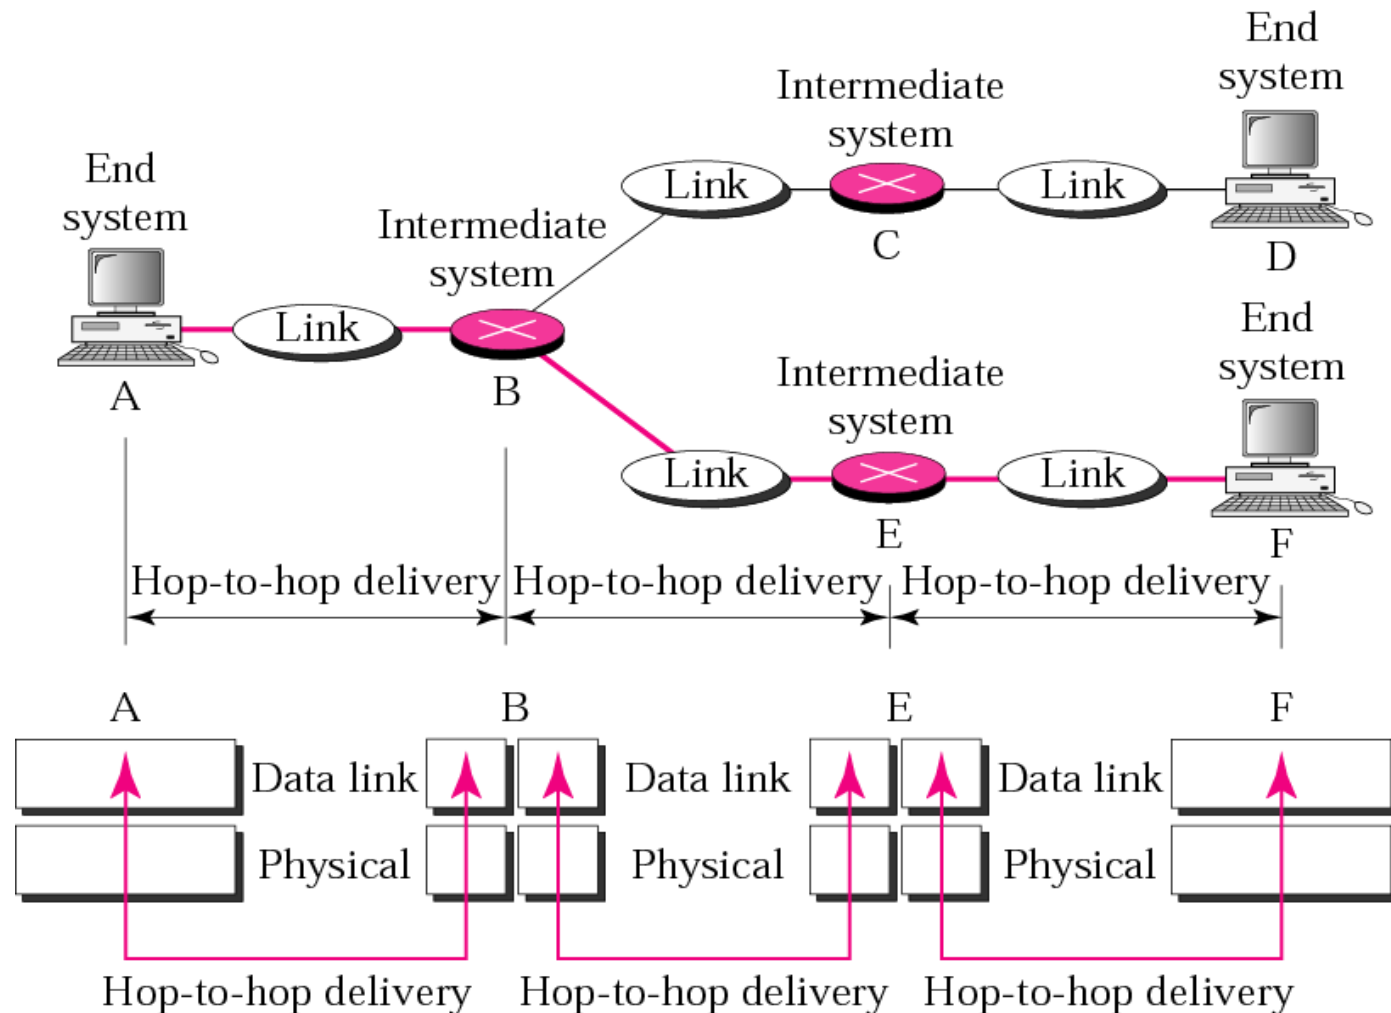 End
system
Intermediate
system
Link
C
Link
D
End
system
A
Link
Intermediate
system
B
End
system
F
Intermediate
system
Link
E
Link
Hop-to-hop delivery
Hop-to-hop delivery
Hop-to-hop delivery
A
B
E
F
Data link
Data link
Data link
Physical
Physical
Physical
Hop-to-hop delivery
Hop-to-hop delivery
Hop-to-hop delivery